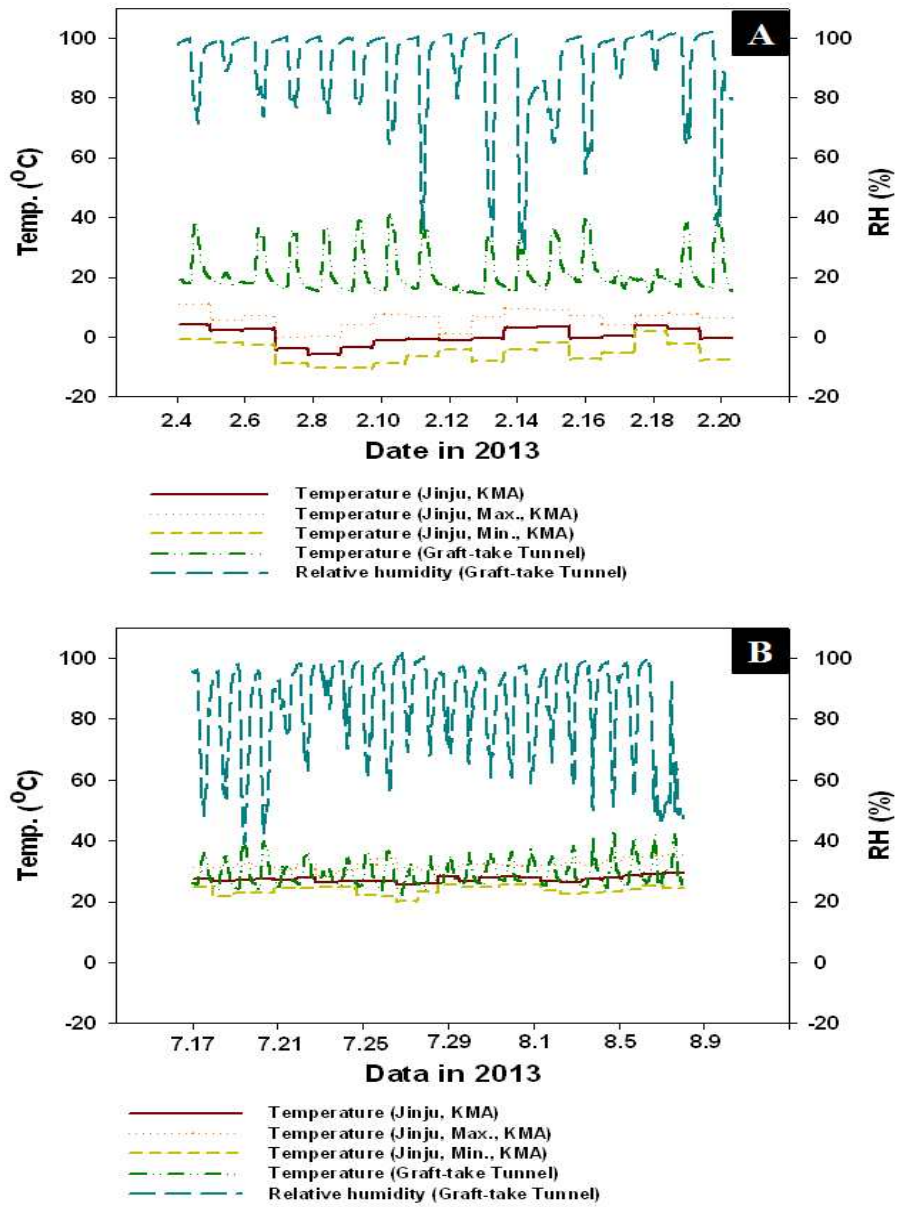 A
100 100
80 80
60 60
40 40
20 20
0 0
-20 -20
Temp. (⁰C)
RH (%)
2.4 2.6 2.8 2.10 2.12 2.14 2.16 2.18 2.20
Date in 2013
Temperature (Jinju, KMA)
Temperature (Jinju, Max., KMA)
Temperature (Jinju, Min., KMA)
Temperature (Graft-take Tunnel)
Relative humidity (Graft-take Tunnel)
B
100 100
80 80
60 60
40 40
20 20
0 0
-20 -20
Temp. (⁰C)
RH (%)
7.17 7.21 7.25 7.29 8.1 8.5 8.9
Data in 2013
Temperature (Jinju, KMA)
Temperature (Jinju, Max., KMA)
Temperature (Jinju, Min., KMA)
Temperature (Graft-take Tunnel)
Relative humidity (Graft-take Tunnel)